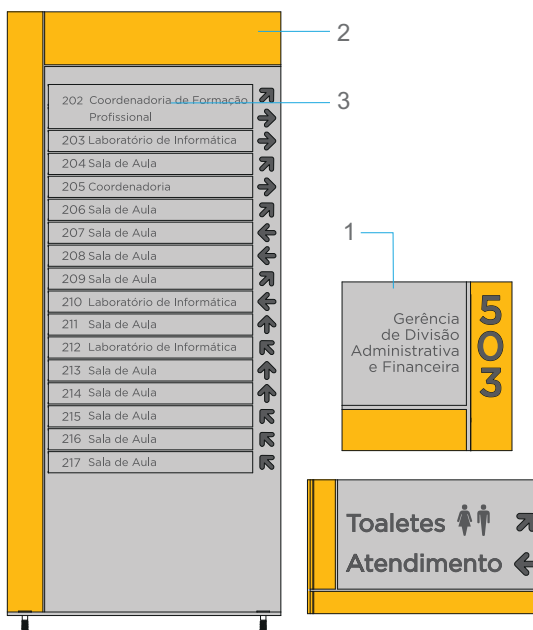 2
3
202 Coordenadoria de Formação
Profissional
203 Laboratório de Informática
204 Sala de Aula
205 Coordenadoria
206 Sala de Aula
207 Sala de Aula
208 Sala de Aula
209 Sala de Aula
210 Laboratório de Informática
211 Sala de Aula
212 Laboratório de Informática
213 Sala de Aula
214 Sala de Aula
215 Sala de Aula
216 Sala de Aula
217 Sala de Aula
1
Gerência
de Divisão
Administrativa
e Financeira
503
Toaletes
Atendimento